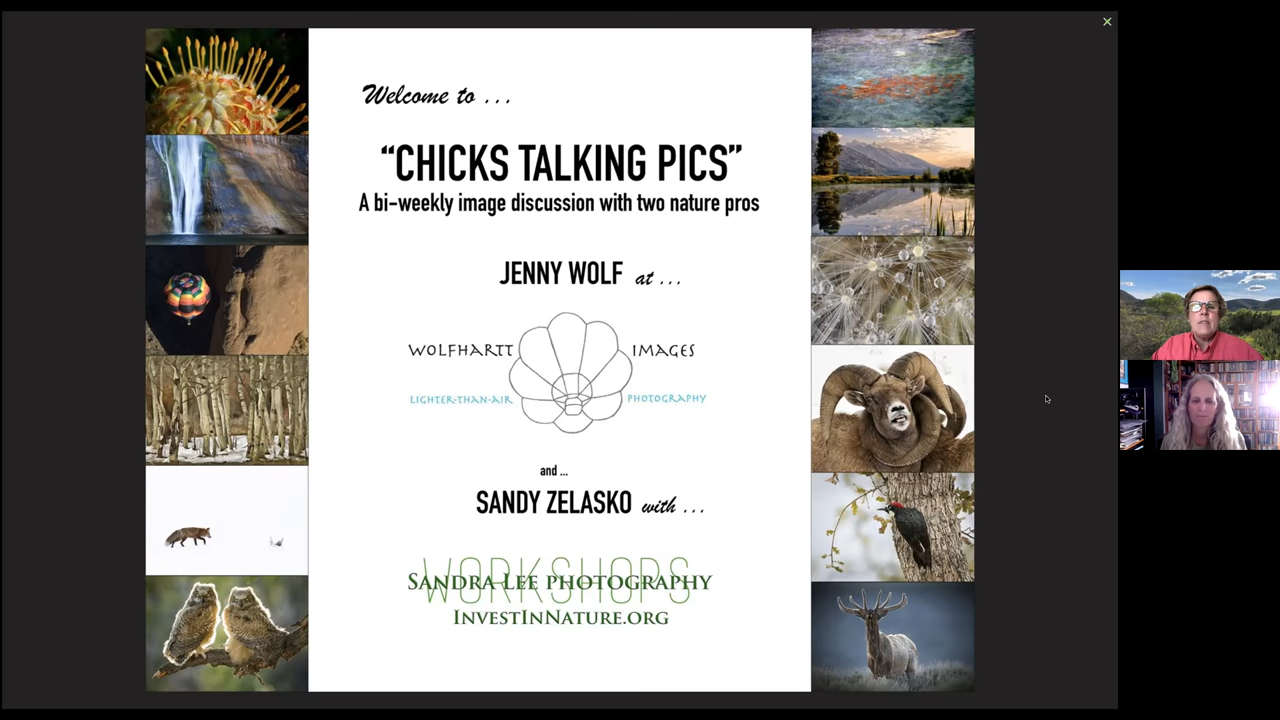 Welcome to ...
“CHICKS TALKING PICS”
A bi-weekly image discussion with two nature pros
JENNY WOLF at ...
WOLFHARTT IMAGES
LIGHTER-THAN-AIR PHOTOGRAPHY
and ...
SANDY ZELASKO with ...
WORKSHOPS
SANDRA LEE PHOTOGRAPHY
INVESTINNATURE.ORG